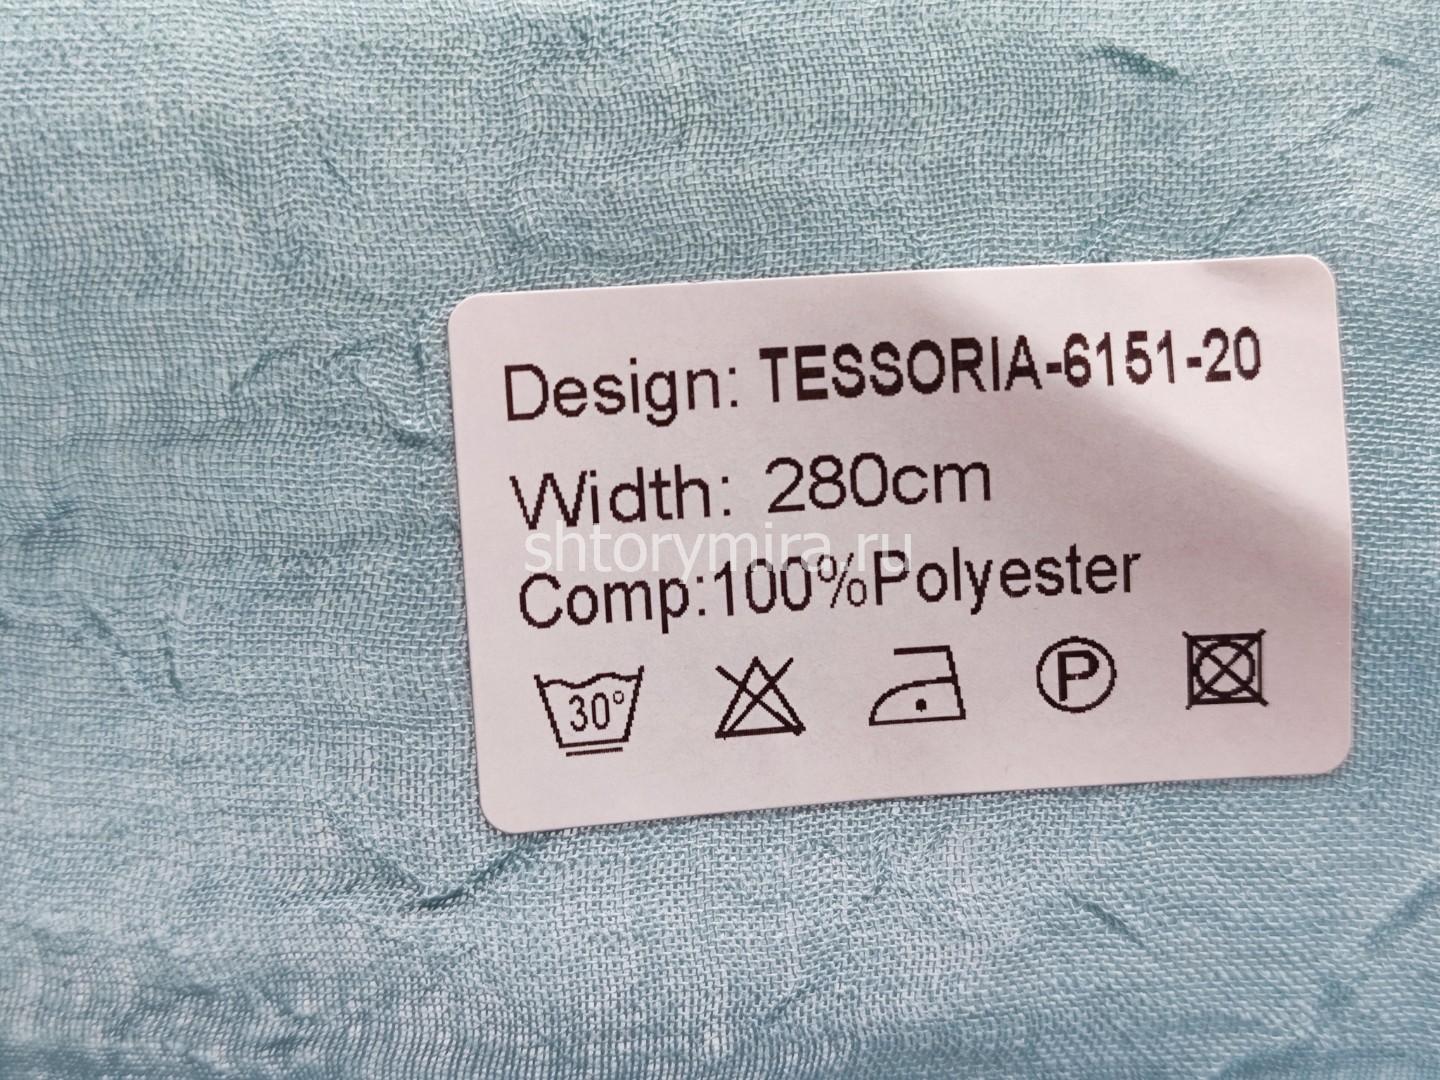 Design: TESSORIA-6151-20
Width: 280cm
shtorymira.ru
Comp:100%Polyester
30° P